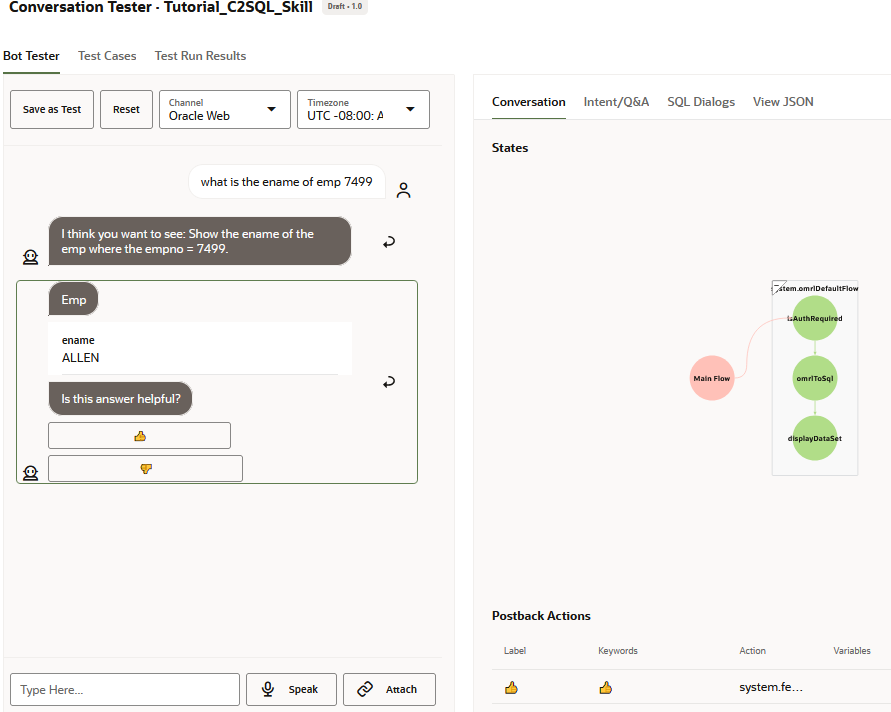 Conversation Tester · Tutorial_C2SQL_Skill Draft • 1.0
Bot Tester Test Cases Test Run Results
Save as Test
Reset
Channel
Oracle Web
Timezone
UTC -08:00: A
what is the ename of emp 7499
I think you want to see: Show the ename of the
emp where the empno = 7499.
Emp
ename
ALLEN
Is this answer helpful?
Type Here...
Speak
Attach
Conversation Intent/Q&A SQL Dialogs View JSON
States
Main Flow
stem.omrlDefaultFlow
isAuthRequired
omrlToSql
displayDataSet
Postback Actions
Label Keywords Action Variables
👍 👍 system.fe...